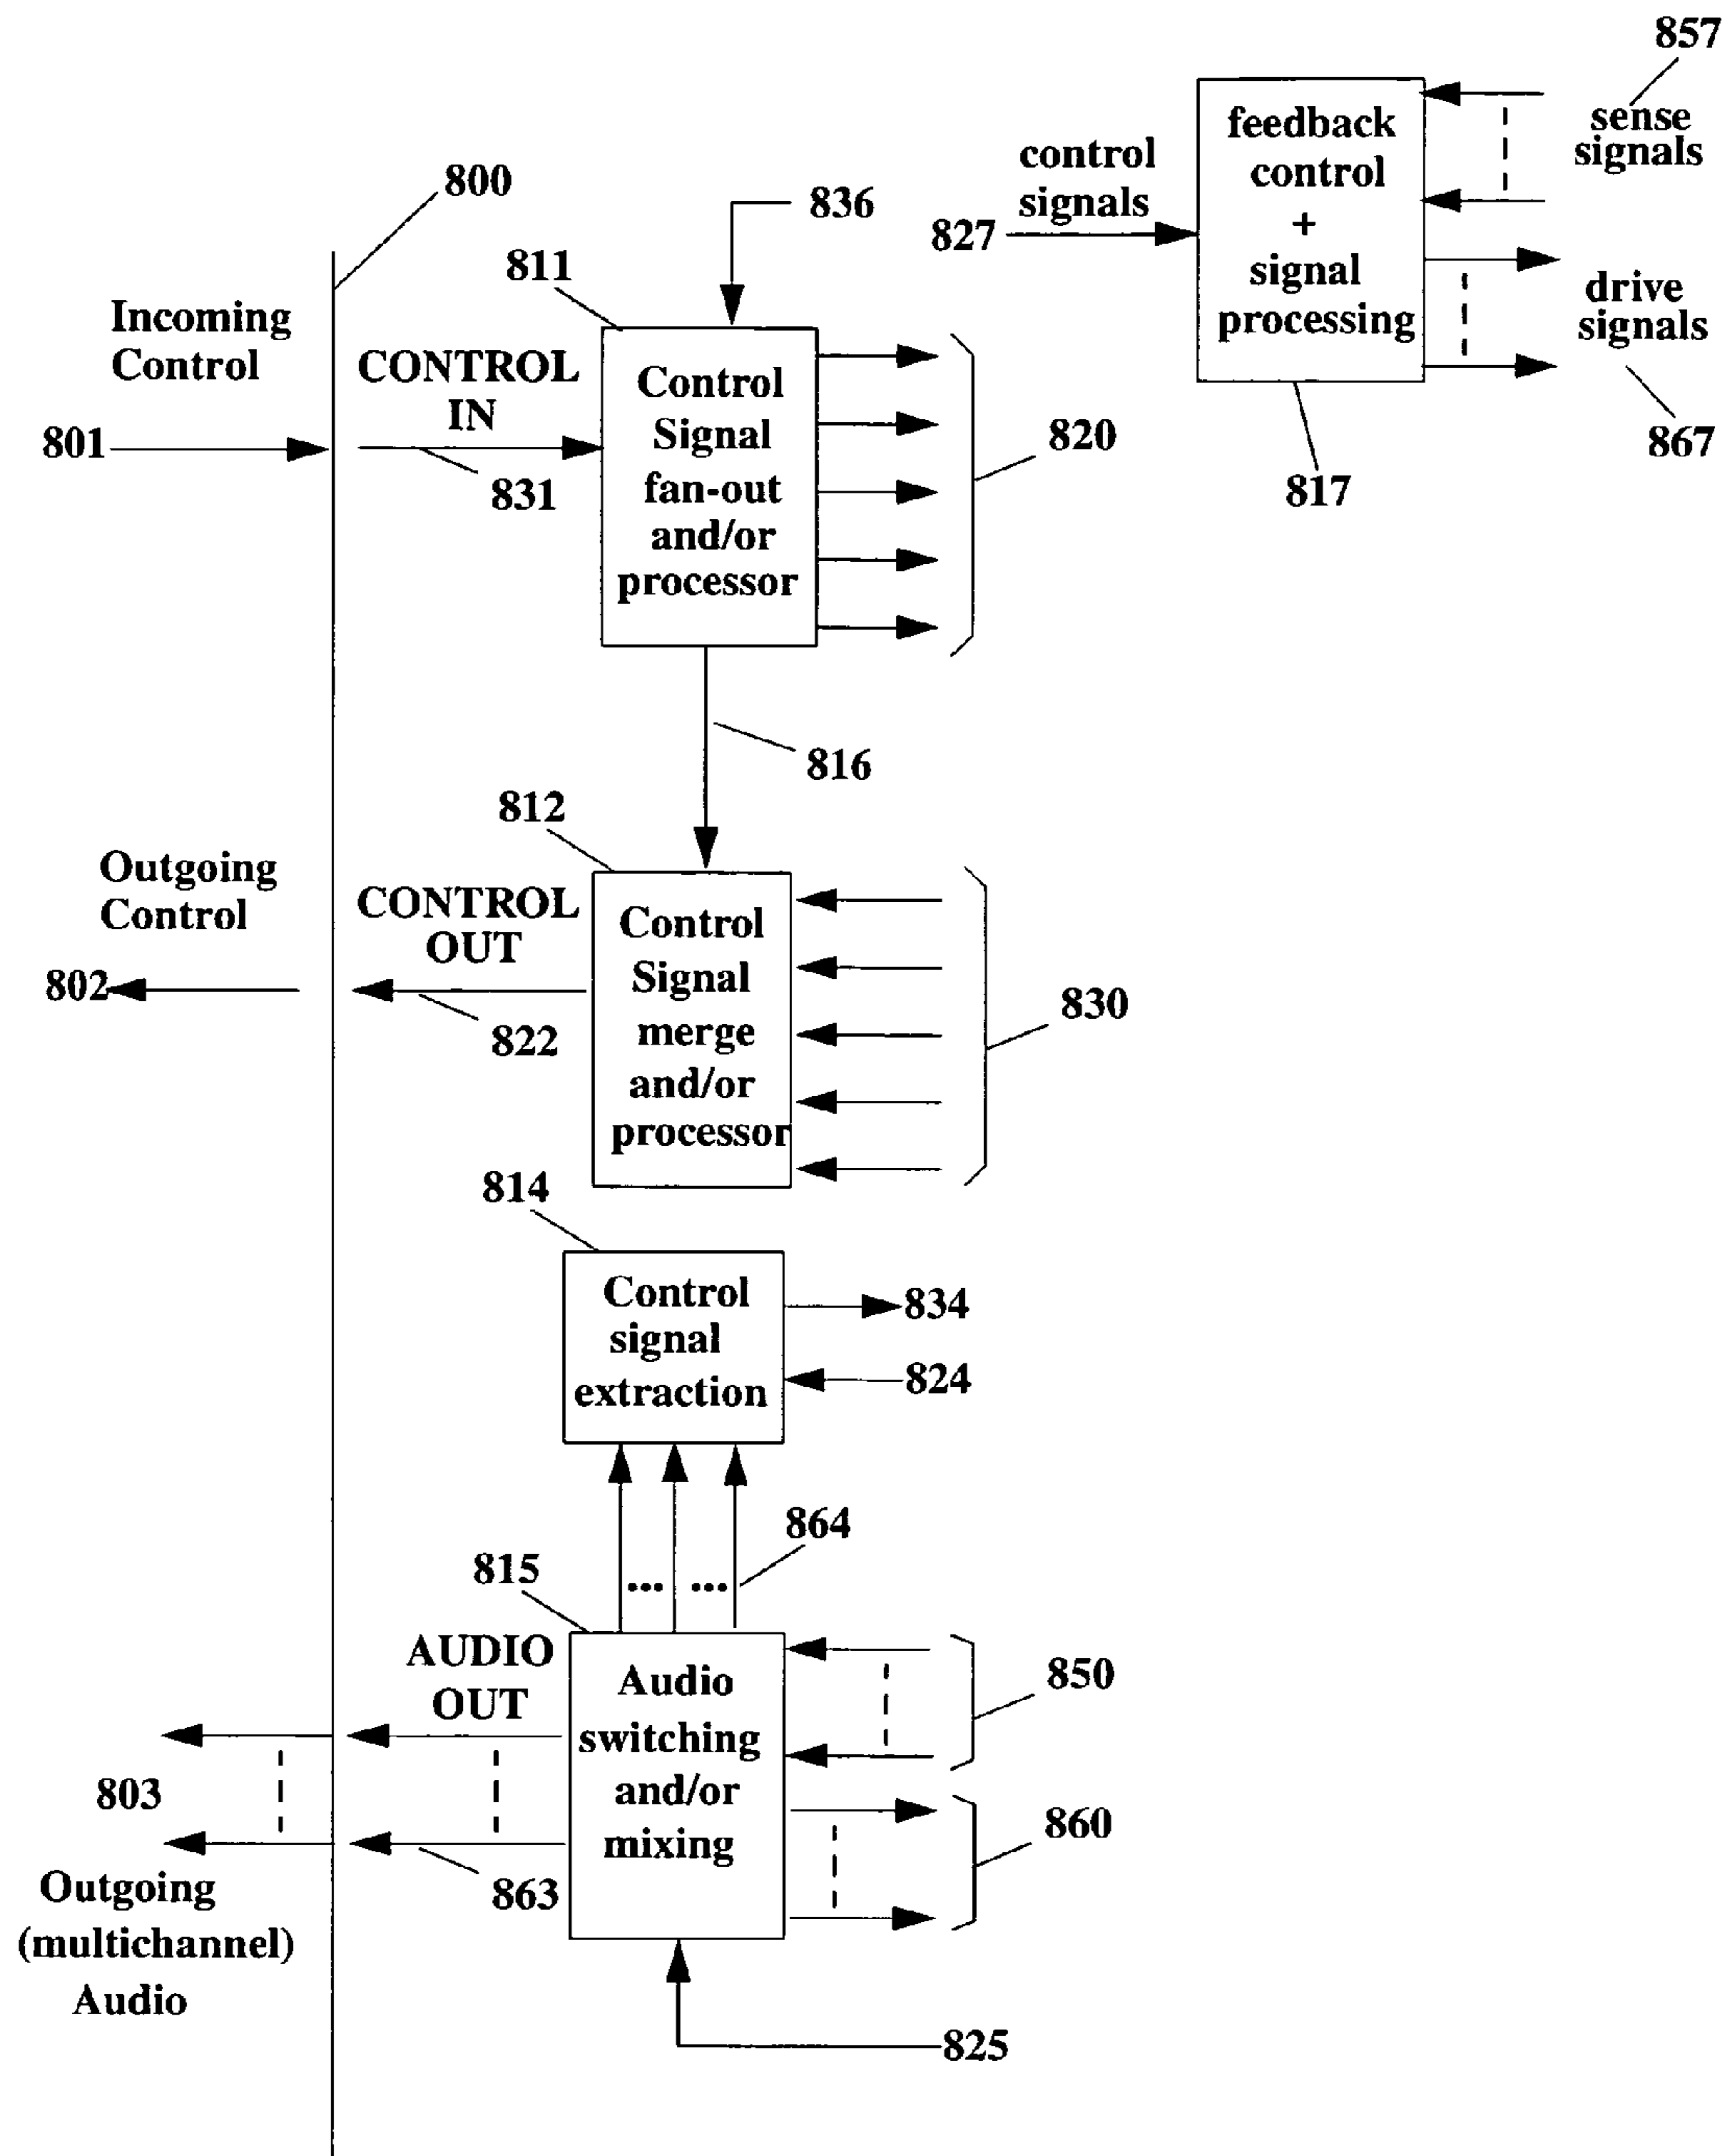 857
sense
signals
feedback
control
+
signal
processing
control
signals
827
drive
signals
867
817
800
836
811
Incoming
Control
CONTROL
IN
801
831
Control
Signal
fan-out
and/or
processor
820
816
812
Outgoing
Control
CONTROL
OUT
802
822
Control
Signal
merge
and/or
processor
830
814
Control
signal
extraction
834
824
864
815
AUDIO
OUT
Audio
switching
and/or
mixing
850
860
803
863
Outgoing
(multichannel)
Audio
825
... ...